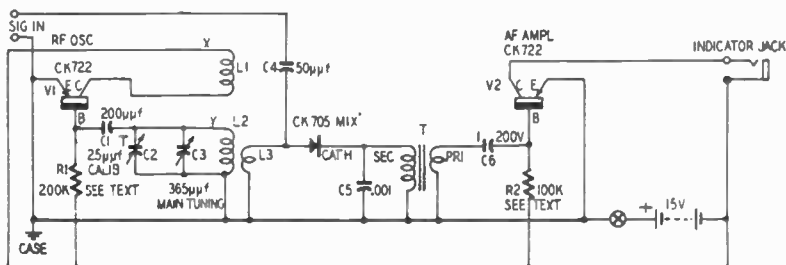 SIG IN
RF OSC
CK722
V1
E C
B
X
L1
C4
50μμf
AF AMPL
CK722
V2
C E
B
INDICATOR JACK
200μμf
C1
T
25μμf
CALIB
C2
C3
Y
L2
L3
CK705 MIX'
CATH
SEC
T
PRI
1
200V
C6
R1
200K
SEE TEXT
365μμf
MAIN TUNING
C5
.001
R2
100K
SEE TEXT
+
15V
CASE